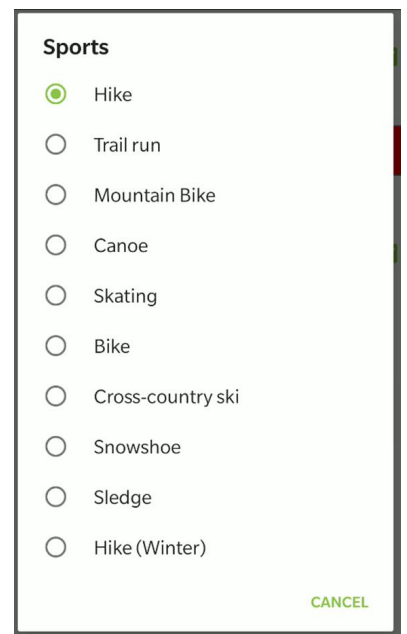 Sports
Hike
Trail run
Mountain Bike
Canoe
Skating
Bike
Cross-country ski
Snowshoe
Sledge
Hike (Winter)
CANCEL